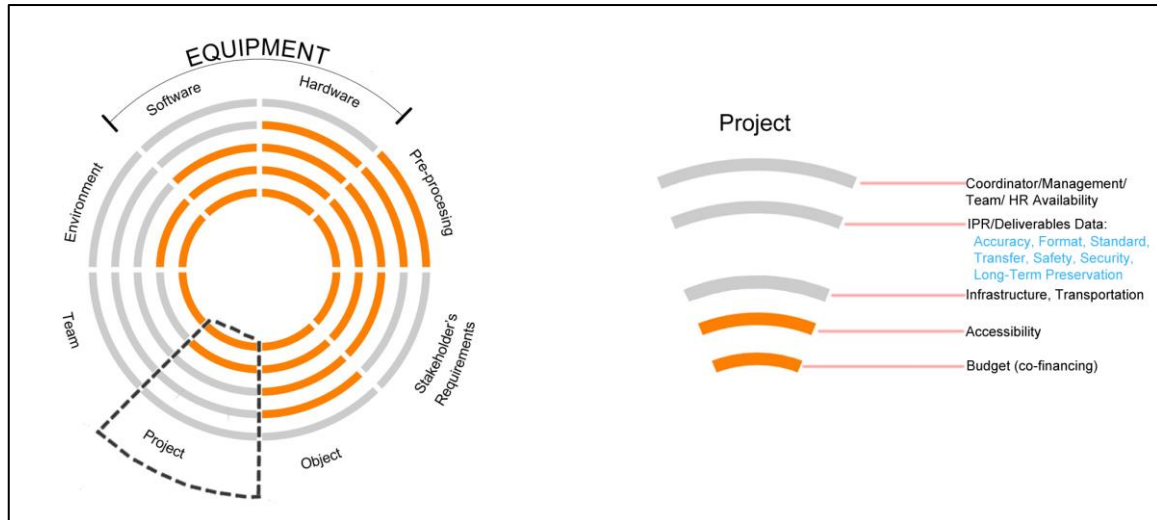 EQUIPMENT
Software
Hardware
Environment
Pre-procesing
Team
Stakeholder's
Requirements
Project
Object
Project
Coordinator/Management/
Team/ HR Availability
IPR/Deliverables Data:
Accuracy, Format, Standard,
Transfer, Safety, Security,
Long-Term Preservation
Infrastructure, Transportation
Accessibility
Budget (co-financing)